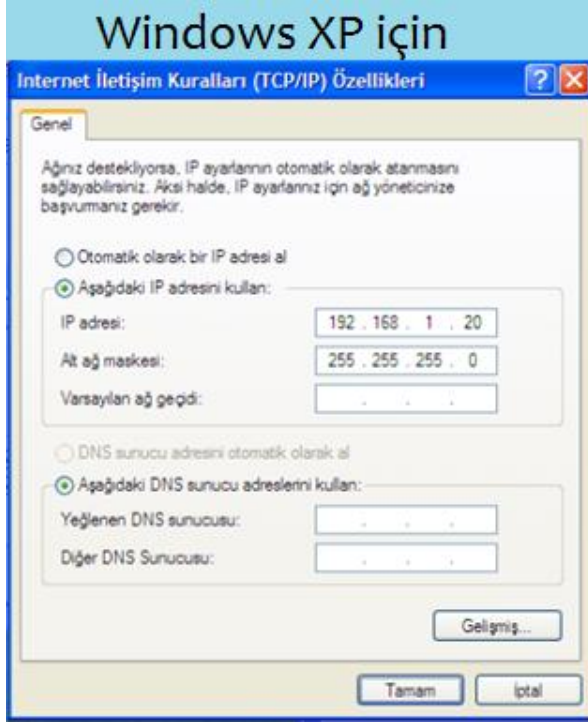 Windows XP için
Internet İletişim Kuralları (TCP/IP) Özellikleri
Genel
Ağınız destekliyorsa, IP ayarlarının otomatik olarak atanmasını
sağlayabilirsiniz. Aksi halde, IP ayarlarınız için ağ yöneticinize
başvurmanız gerekir.
Otomatik olarak bir IP adresi al
Aşağıdaki IP adresini kullan:
IP adresi: 192 . 168 . 1 . 20
Alt ağ maskesi: 255 . 255 . 255 . 0
Varsayılan ağ geçidi: . . .
DNS sunucu adresini otomatik olarak al
Aşağıdaki DNS sunucu adreslerini kullan:
Yeğlenen DNS sunucusu: . . .
Diğer DNS Sunucusu: . . .
Gelişmiş...
Tamam İptal